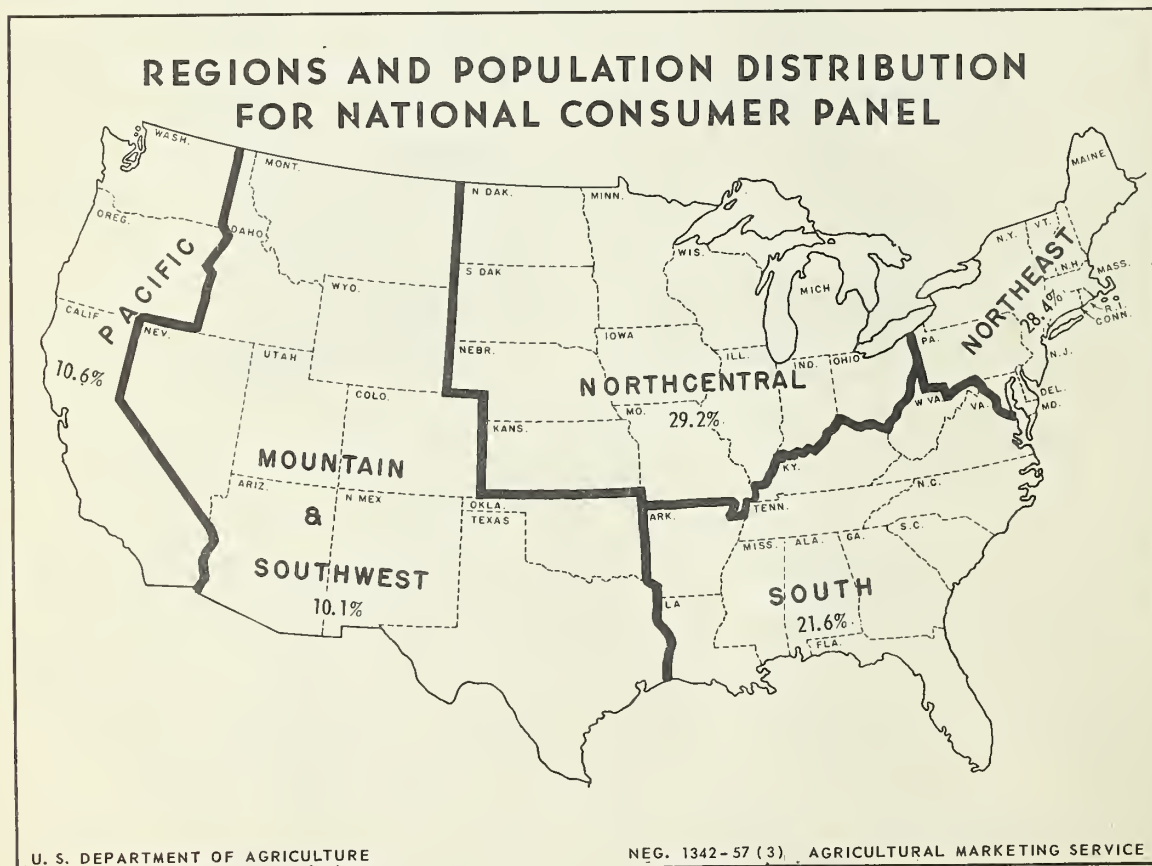 REGIONS AND POPULATION DISTRIBUTION
FOR NATIONAL CONSUMER PANEL
WASH.
MONT.
N DAK.
MINN.
MAINE
OREG.
IDAHO
N.Y.
VT.
PACIFIC
S DAK
WIS.
MICH
N.H.
MASS.
NORTHEAST
28.4%
R.I.
CONN.
WYO.
CALIF
NEV.
UTAH
NEBR.
IOWA
ILL.
IND.
OHIO
PA.
N.J.
10.6%
NORTHCENTRAL
29.2%
DEL.
MD.
COLO.
KANS.
MO.
W VA.
VA.
MOUNTAIN
&
SOUTHWEST
10.1%
ARIZ.
N MEX
OKLA.
TEXAS
KY.
N.C.
ARK.
TENN.
S.C.
MISS.
ALA.
GA.
LA
SOUTH
21.6%
FLA.
U. S. DEPARTMENT OF AGRICULTURE
NEG. 1342-57 (3) AGRICULTURAL MARKETING SERVICE